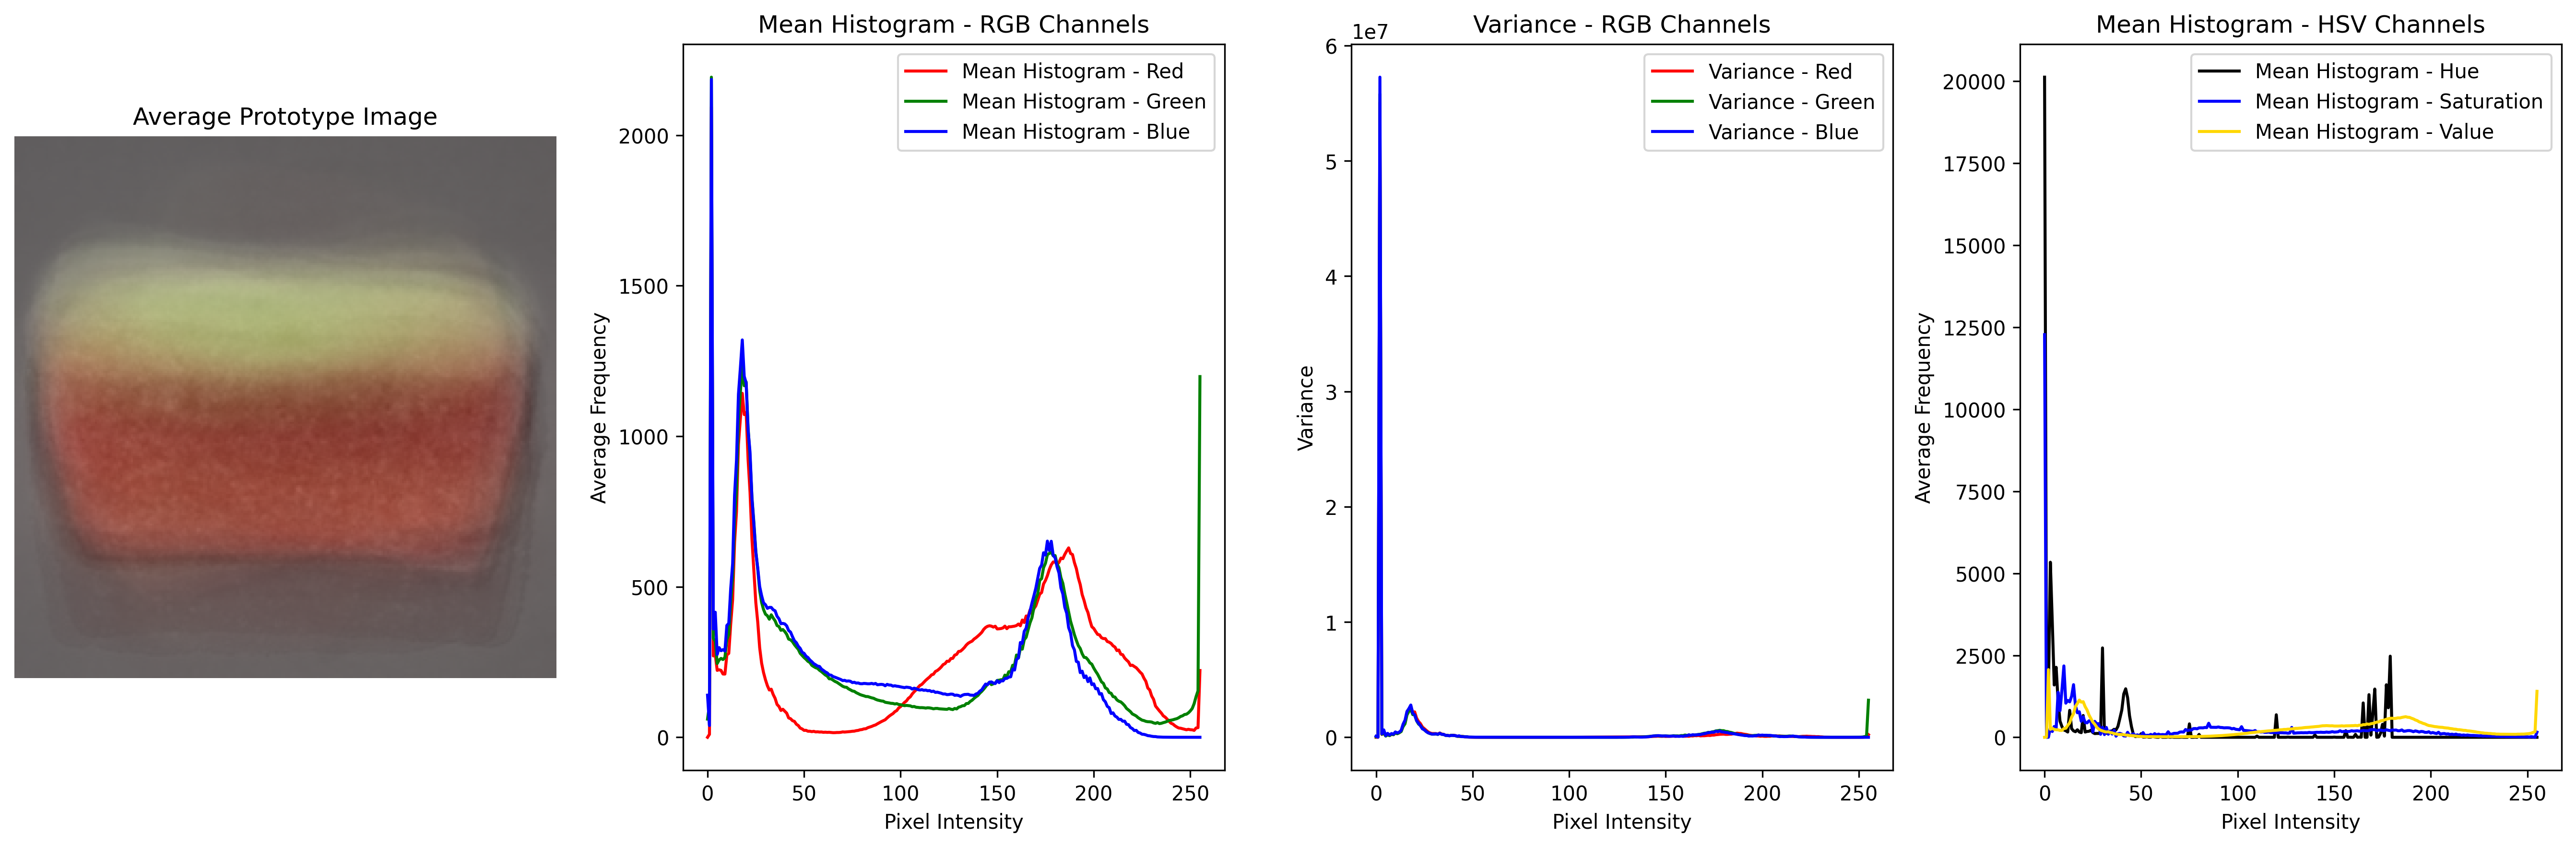 Average Prototype Image
Mean Histogram - RGB Channels
Mean Histogram - Red
Mean Histogram - Green
Mean Histogram - Blue
Average Frequency
2000
1500
1000
500
0
0 50 100 150 200 250
Pixel Intensity
Variance - RGB Channels
1e7
Variance - Red
Variance - Green
Variance - Blue
Variance
6
5
4
3
2
1
0
0 50 100 150 200 250
Pixel Intensity
Mean Histogram - HSV Channels
Mean Histogram - Hue
Mean Histogram - Saturation
Mean Histogram - Value
Average Frequency
20000
17500
15000
12500
10000
7500
5000
2500
0
0 50 100 150 200 250
Pixel Intensity